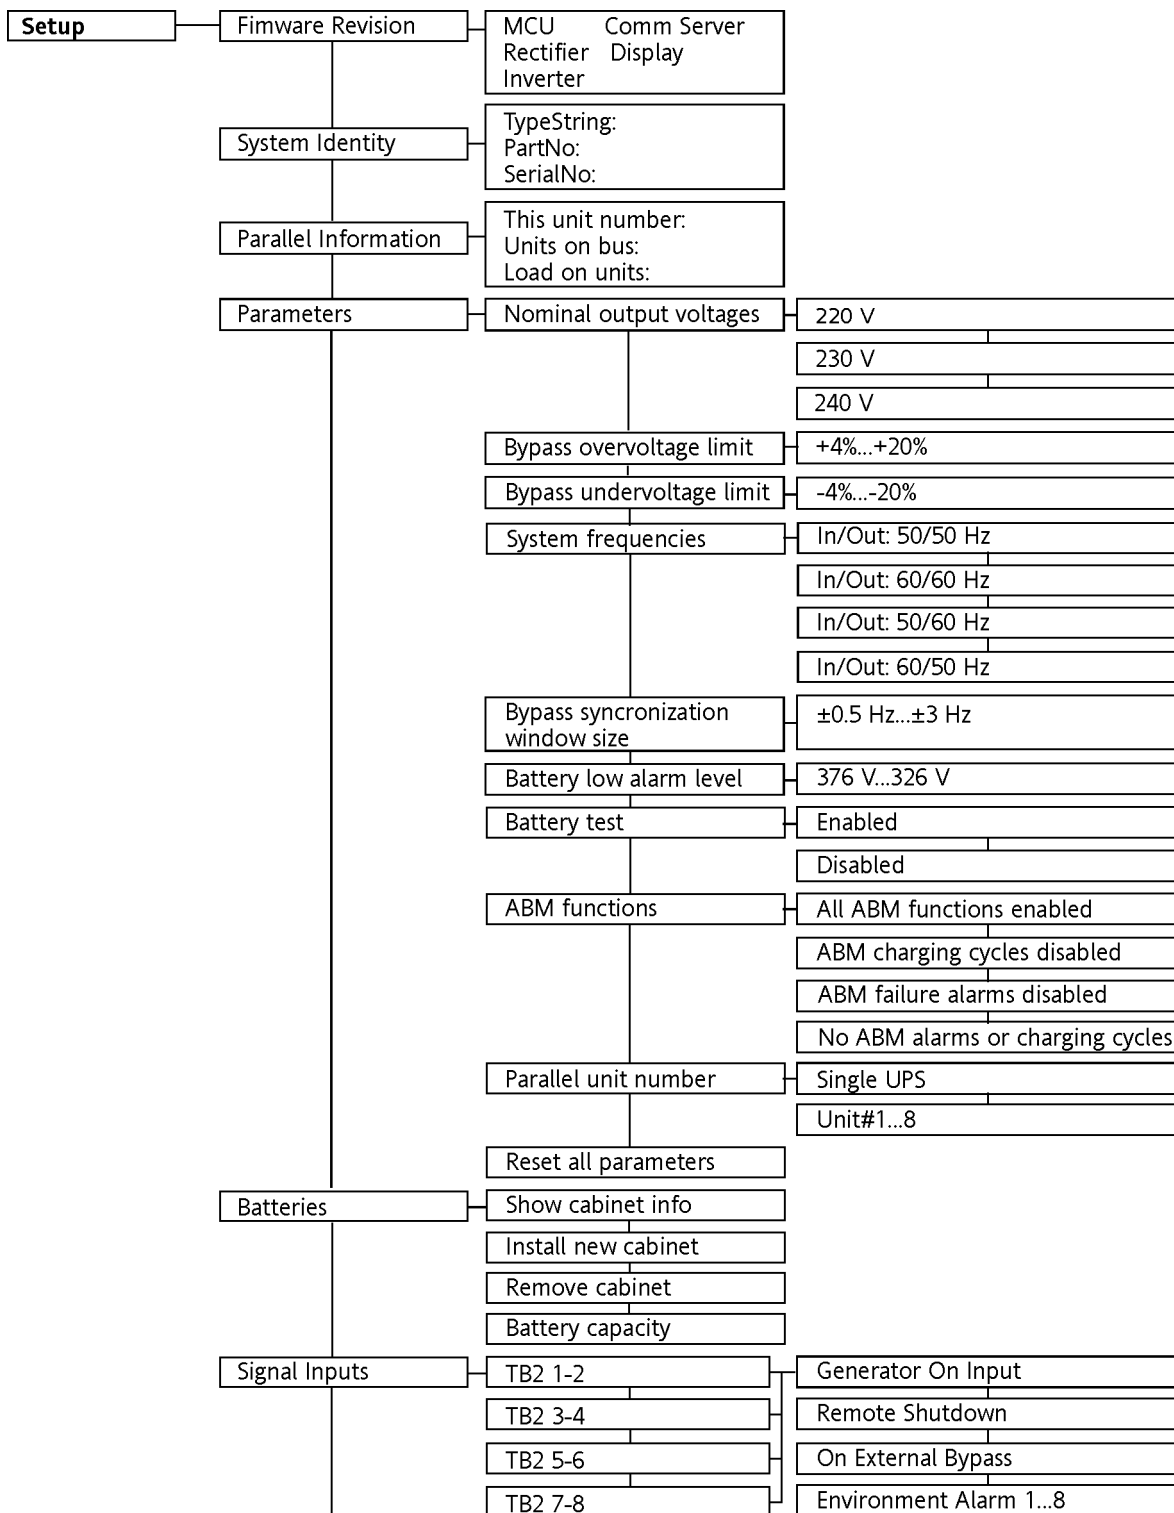 Setup
Fimware Revision
MCU Comm Server
Rectifier Display
Inverter
System Identity
TypeString:
PartNo:
SerialNo:
Parallel Information
This unit number:
Units on bus:
Load on units:
Parameters
Nominal output voltages
220 V
230 V
240 V
Bypass overvoltage limit
+4%...+20%
Bypass undervoltage limit
-4%...-20%
System frequencies
In/Out: 50/50 Hz
In/Out: 60/60 Hz
In/Out: 50/60 Hz
In/Out: 60/50 Hz
Bypass syncronization
window size
±0.5 Hz...±3 Hz
Battery low alarm level
376 V...326 V
Battery test
Enabled
Disabled
ABM functions
All ABM functions enabled
ABM charging cycles disabled
ABM failure alarms disabled
No ABM alarms or charging cycles
Parallel unit number
Single UPS
Unit#1...8
Reset all parameters
Batteries
Show cabinet info
Install new cabinet
Remove cabinet
Battery capacity
Signal Inputs
TB2 1-2
Generator On Input
TB2 3-4
Remote Shutdown
TB2 5-6
On External Bypass
TB2 7-8
Environment Alarm 1...8